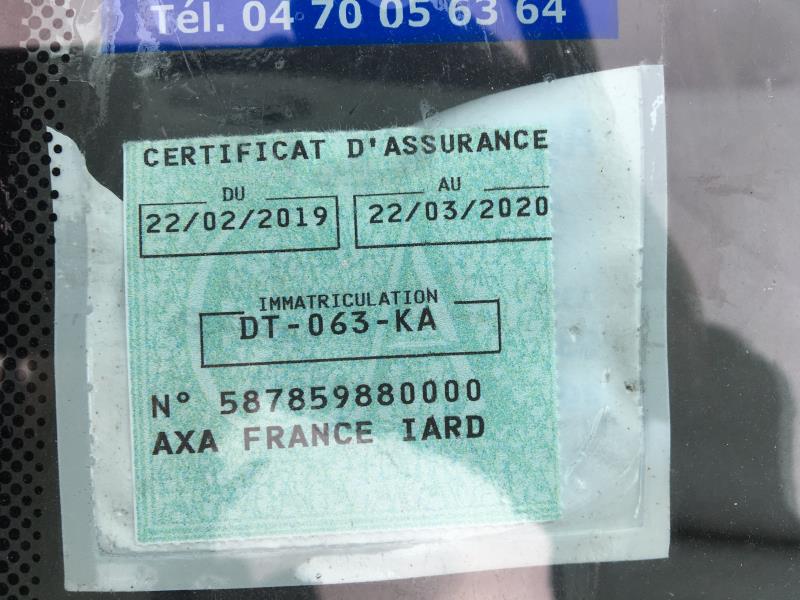 Tél. 04 70 05 63 64
CERTIFICAT D'ASSURANCE
DU AU
22/02/2019 22/03/2020
IMMATRICULATION
DT-063-KA
N° 587859880000
AXA FRANCE IARD